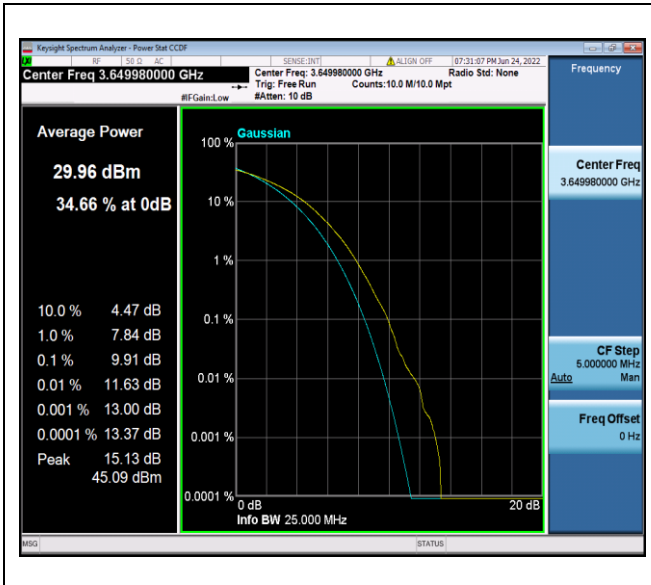 Keysight Spectrum Analyzer - Power Stat CCDF
RF 50 Ω AC SENSE:INT ALIGN OFF 07:31:07 PM Jun 24, 2022
Center Freq 3.649980000 GHz
Center Freq: 3.649980000 GHz Radio Std: None
Trig: Free Run Counts:10.0 M/10.0 Mpt
#IFGain:Low #Atten: 10 dB
Frequency
Center Freq
3.649980000 GHz
CF Step
5.000000 MHz
Auto Man
Freq Offset
0 Hz
Average Power
29.96 dBm
34.66 % at 0dB
10.0 % 4.47 dB
1.0 % 7.84 dB
0.1 % 9.91 dB
0.01 % 11.63 dB
0.001 % 13.00 dB
0.0001 % 13.37 dB
Peak 15.13 dB
45.09 dBm
Gaussian
100 %
10 %
1 %
0.1 %
0.01 %
0.001 %
0.0001 %
0 dB 20 dB
Info BW 25.000 MHz
MSG STATUS